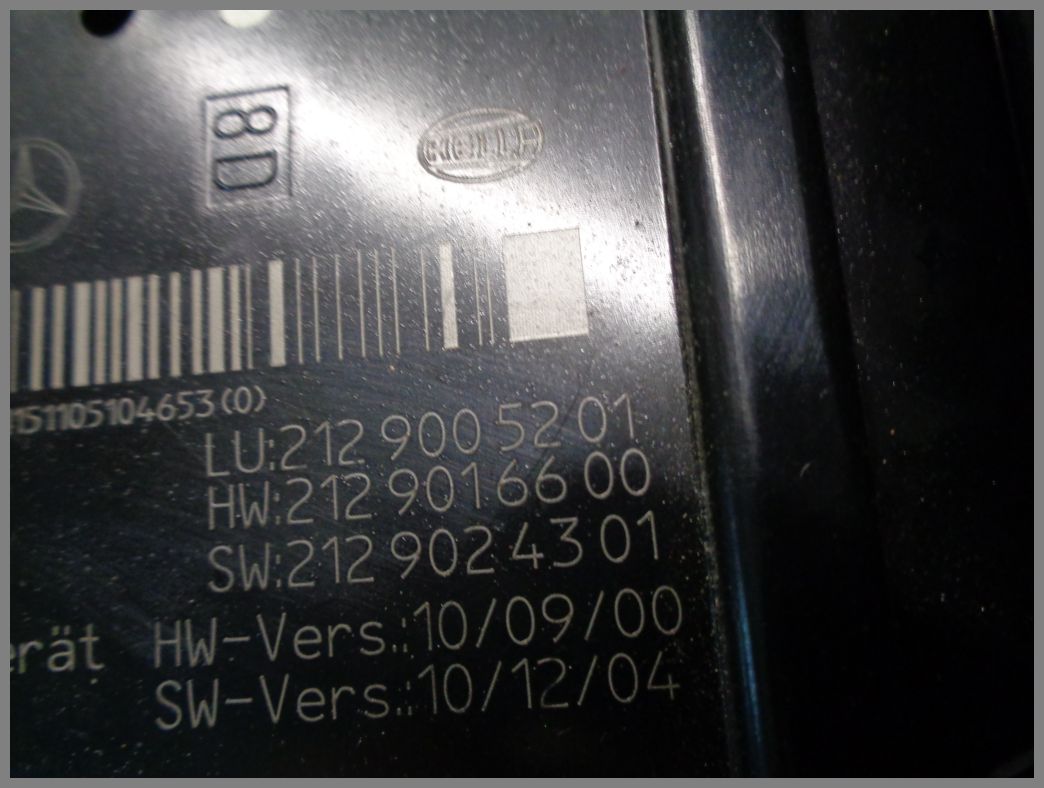 8D
HELLA
151105104653(0)
LU:212 900 52 01
HW:212 901 66 00
SW:212 902 43 01
erät HW-Vers.:10/09/00
SW-Vers.:10/12/04